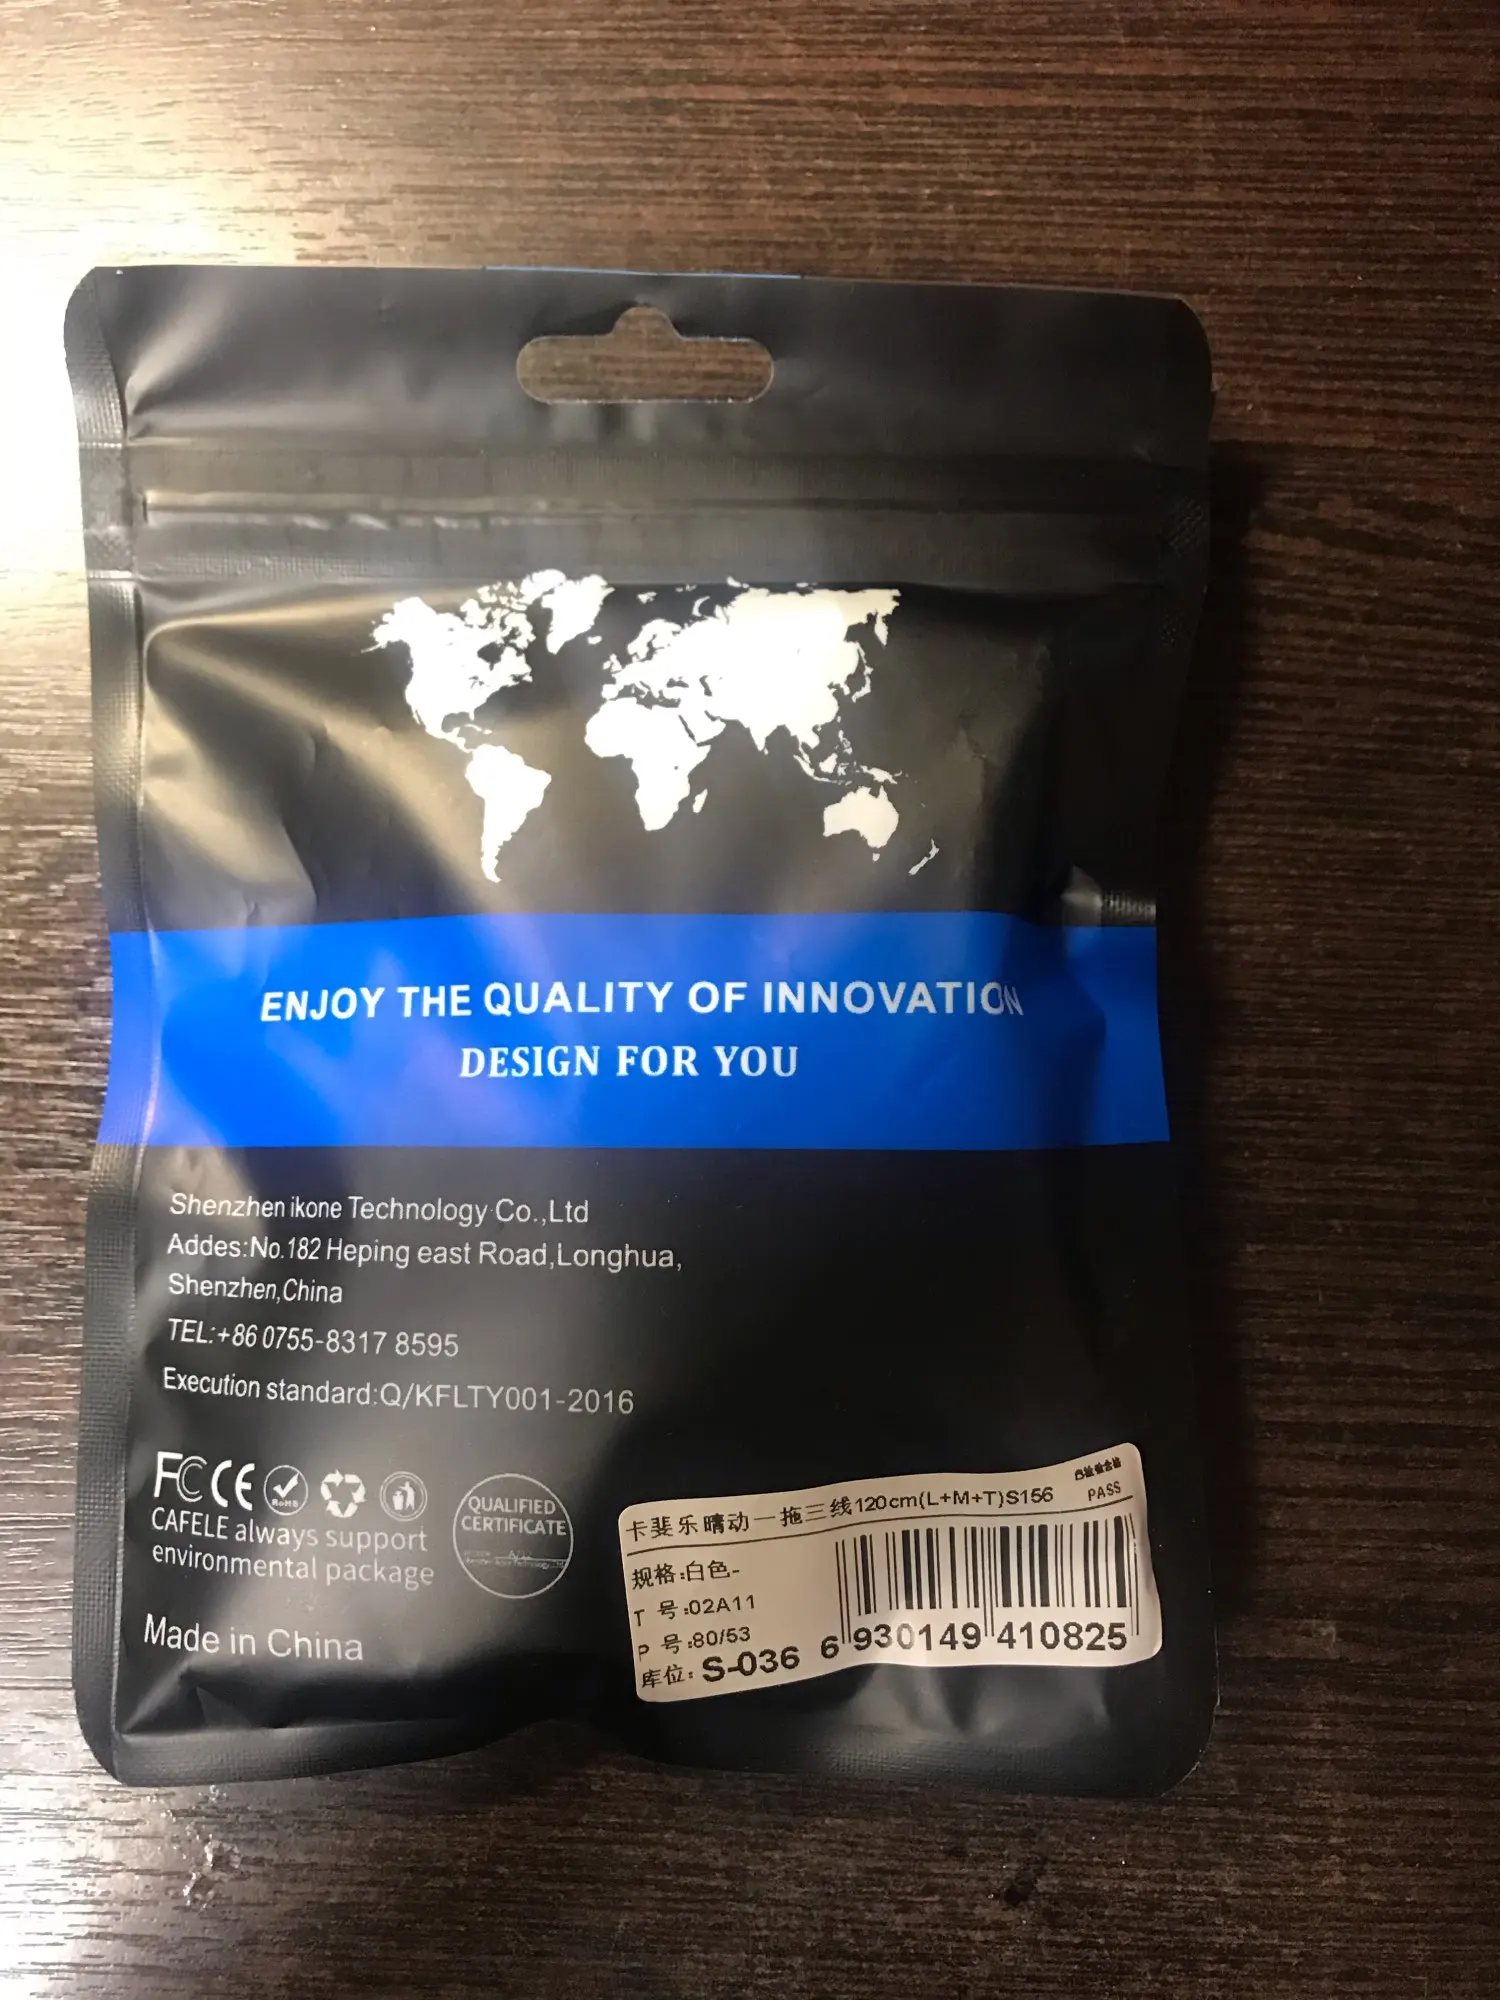 ENJOY THE QUALITY OF INNOVATION
DESIGN FOR YOU
Shenzhen ikone Technology Co.,Ltd
Addes:No.182 Heping east Road,Longhua,
Shenzhen,China
TEL:+86 0755-8317 8595
Execution standard:Q/KFLTY001-2016
FC CE RoHS
CAFELE always support
environmental package
QUALIFIED
CERTIFICATE
Made in China
PASS
卡斐乐晴动一拖三线120cm(L+M+T)S156
规格:白色-
T 号:02A11
P 号:80/53
库位: S-036
6 930149 410825